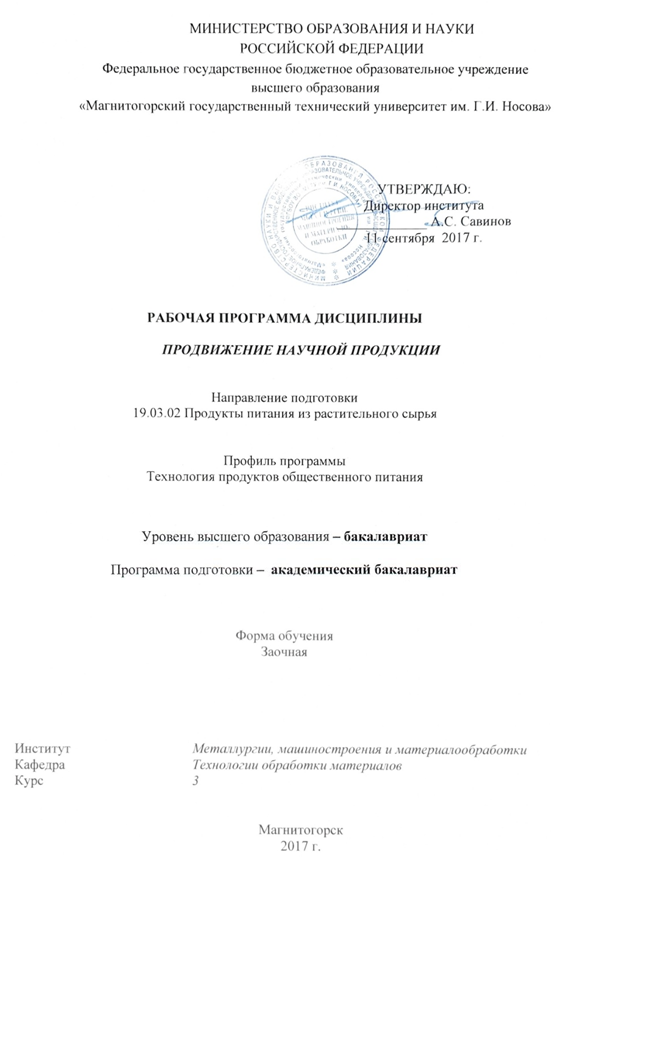 МИНИСТЕРСТВО ОБРАЗОВАНИЯ И НАУКИ
РОССИЙСКОЙ ФЕДЕРАЦИИ
Федеральное государственное бюджетное образовательное учреждение
высшего образования
«Магнитогорский государственный технический университет им. Г.И. Носова»
УТВЕРЖДАЮ:
Директор института
А.С. Савинов
11 сентября 2017 г.
РАБОЧАЯ ПРОГРАММА ДИСЦИПЛИНЫ
ПРОДВИЖЕНИЕ НАУЧНОЙ ПРОДУКЦИИ
Направление подготовки
19.03.02 Продукты питания из растительного сырья
Профиль программы
Технология продуктов общественного питания
Уровень высшего образования – бакалавриат
Программа подготовки – академический бакалавриат
Форма обучения
Заочная
Институт Металлургии, машиностроения и материалообработки
Кафедра Технологии обработки материалов
Курс 3
Магнитогорск
2017 г.